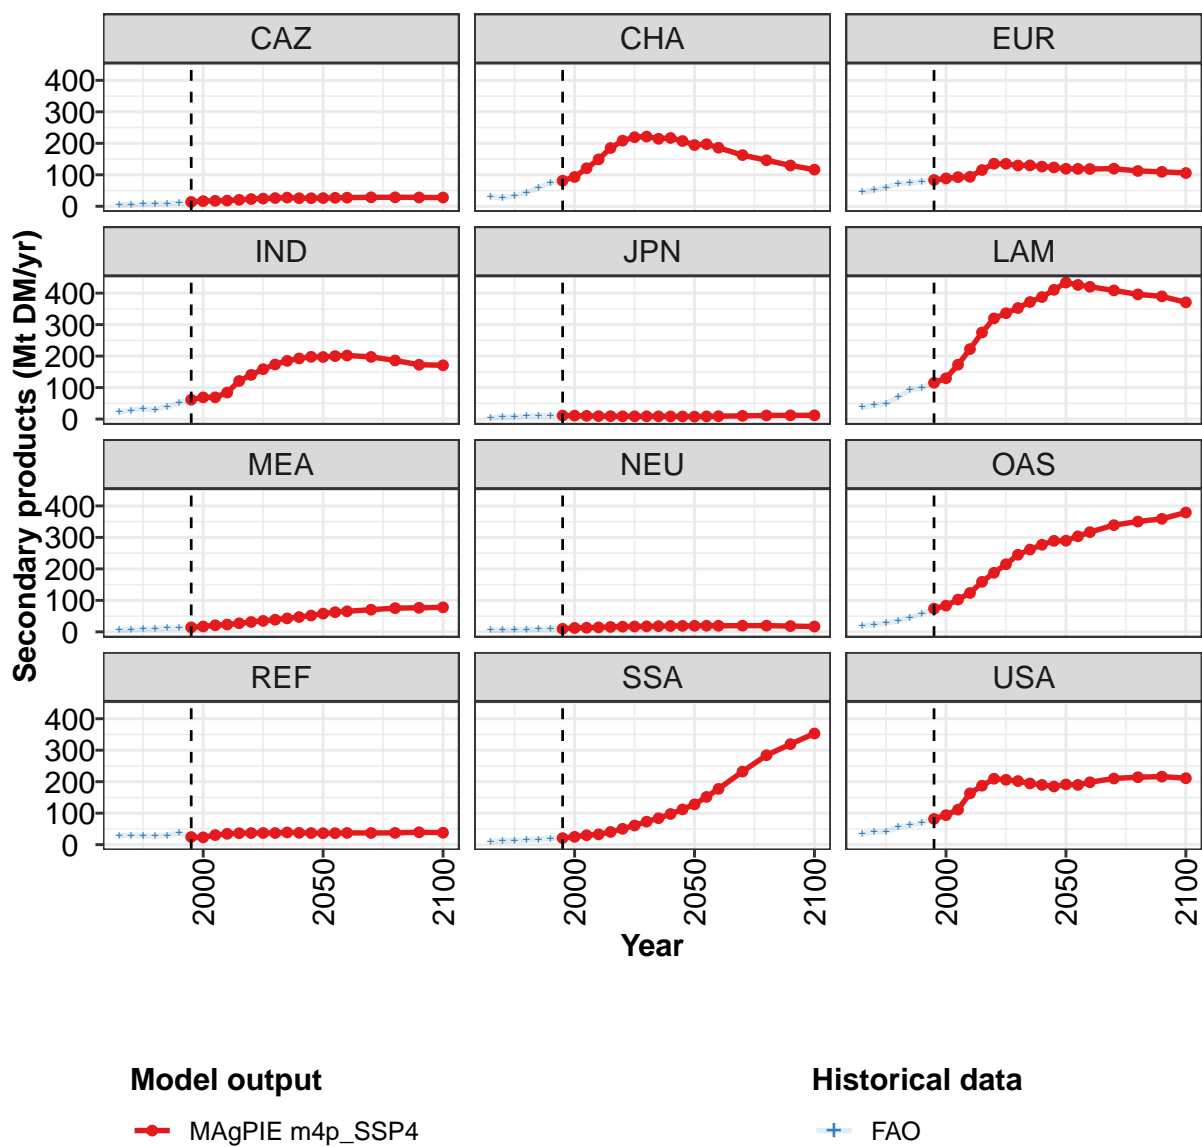 CAZ CHA EUR
400
300
200
100
0
IND JPN LAM
400
300
200
100
0
MEA NEU OAS
400
300
200
100
0
REF SSA USA
400
300
200
100
0
Secondary products (Mt DM/yr)
2000 2050 2100 2000 2050 2100 2000 2050 2100
Year
Model output Historical data
MAgPIE m4p_SSP4 FAO